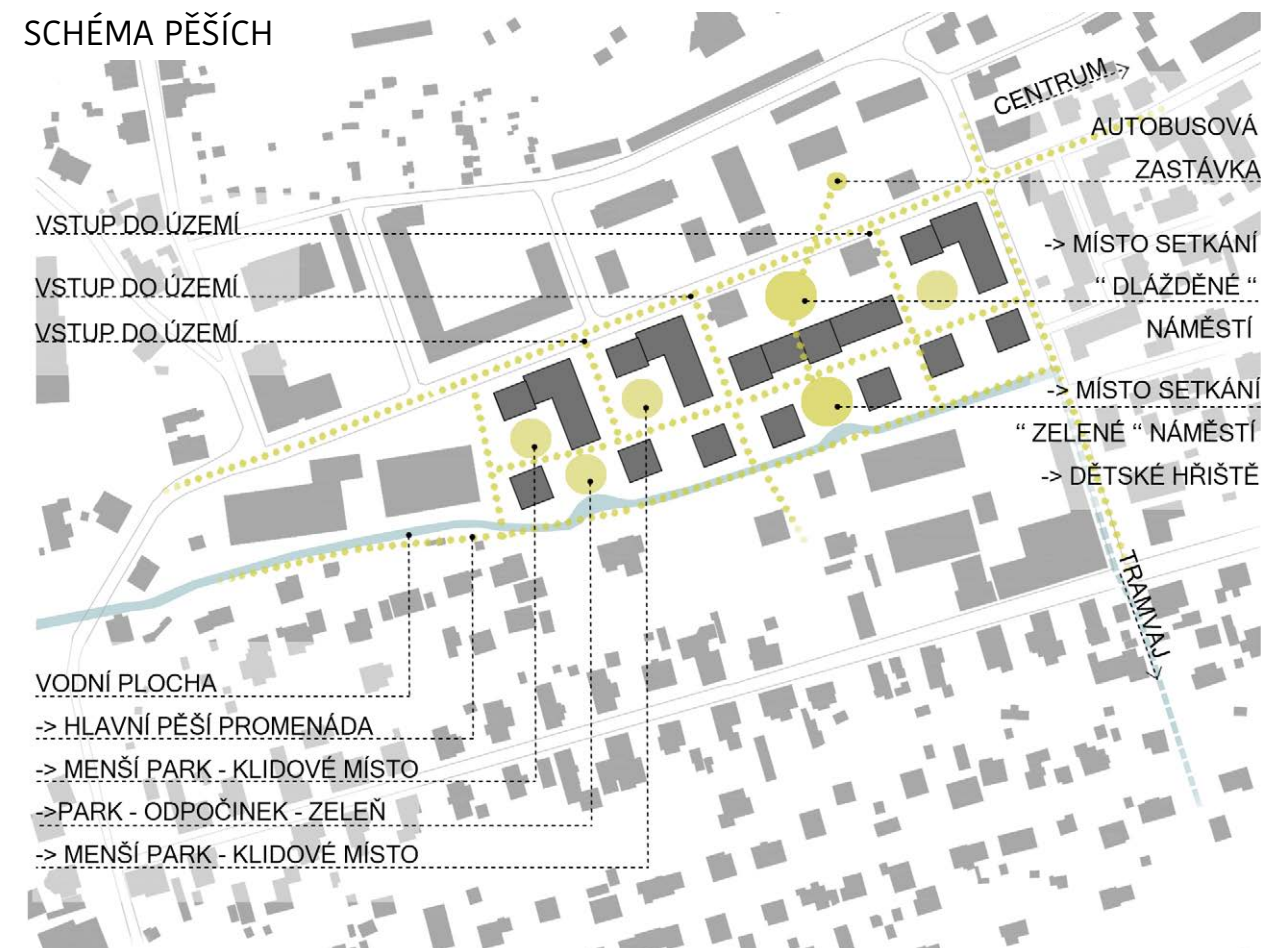 SCHÉMA PĚŠÍCH
CENTRUM
AUTOBUSOVÁ
ZASTÁVKA
VSTUP DO ÚZEMÍ
VSTUP DO ÚZEMÍ
VSTUP DO ÚZEMÍ
-> MÍSTO SETKÁNÍ
“ DLÁŽDĚNÉ “
NÁMĚSTÍ
-> MÍSTO SETKÁNÍ
“ ZELENÉ “ NÁMĚSTÍ
-> DĚTSKÉ HŘIŠTĚ
TRAMVAJ
VODNÍ PLOCHA
-> HLAVNÍ PĚŠÍ PROMENÁDA
-> MENŠÍ PARK - KLIDOVÉ MÍSTO
->PARK - ODPOČINEK - ZELEŇ
-> MENŠÍ PARK - KLIDOVÉ MÍSTO